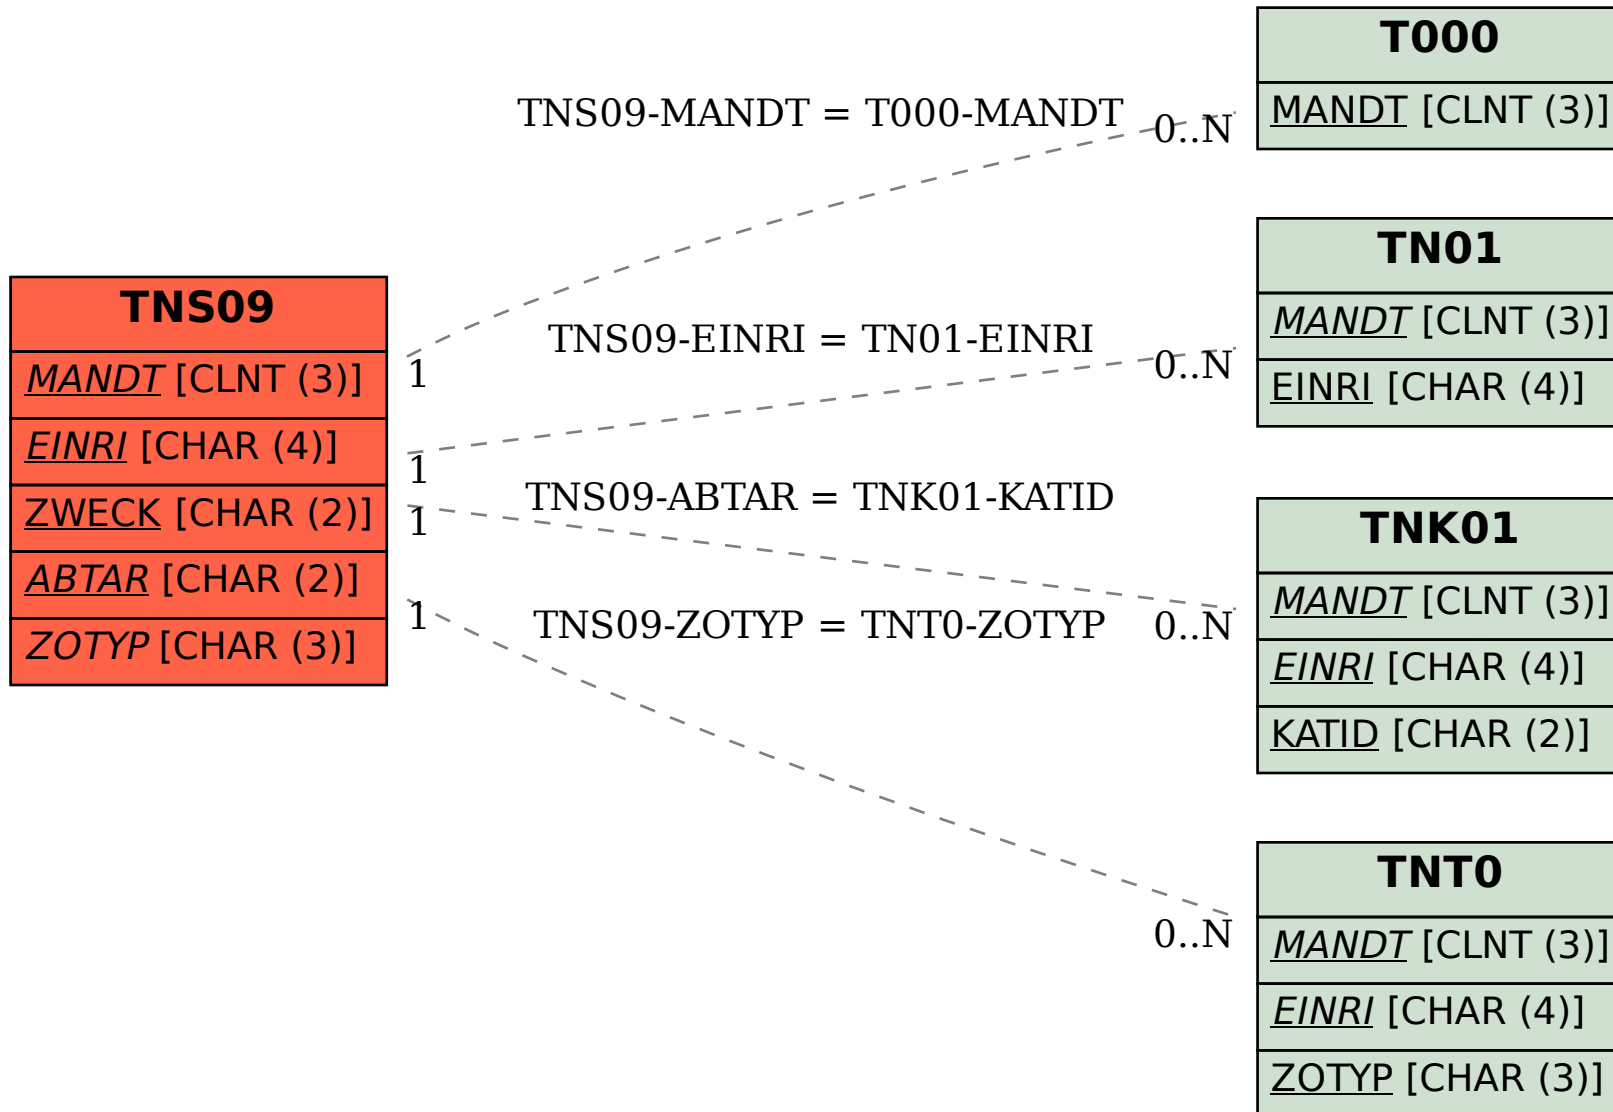 TNS09
MANDT [CLNT (3)]
EINRI [CHAR (4)]
ZWECK [CHAR (2)]
ABTAR [CHAR (2)]
ZOTYP [CHAR (3)]
TNS09-MANDT = T000-MANDT
0..N
1
TNS09-EINRI = TN01-EINRI
0..N
1
TNS09-ABTAR = TNK01-KATID
0..N
1
TNS09-ZOTYP = TNT0-ZOTYP
0..N
1
T000
MANDT [CLNT (3)]
TN01
MANDT [CLNT (3)]
EINRI [CHAR (4)]
TNK01
MANDT [CLNT (3)]
EINRI [CHAR (4)]
KATID [CHAR (2)]
TNT0
MANDT [CLNT (3)]
EINRI [CHAR (4)]
ZOTYP [CHAR (3)]